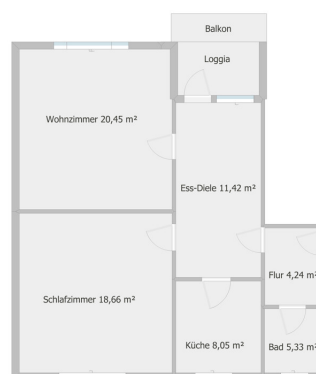 Balkon
Loggia
Wohnzimmer 20,45 m²
Ess-Diele 11,42 m²
Flur 4,24 m²
Schlafzimmer 18,66 m²
Küche 8,05 m²
Bad 5,33 m²